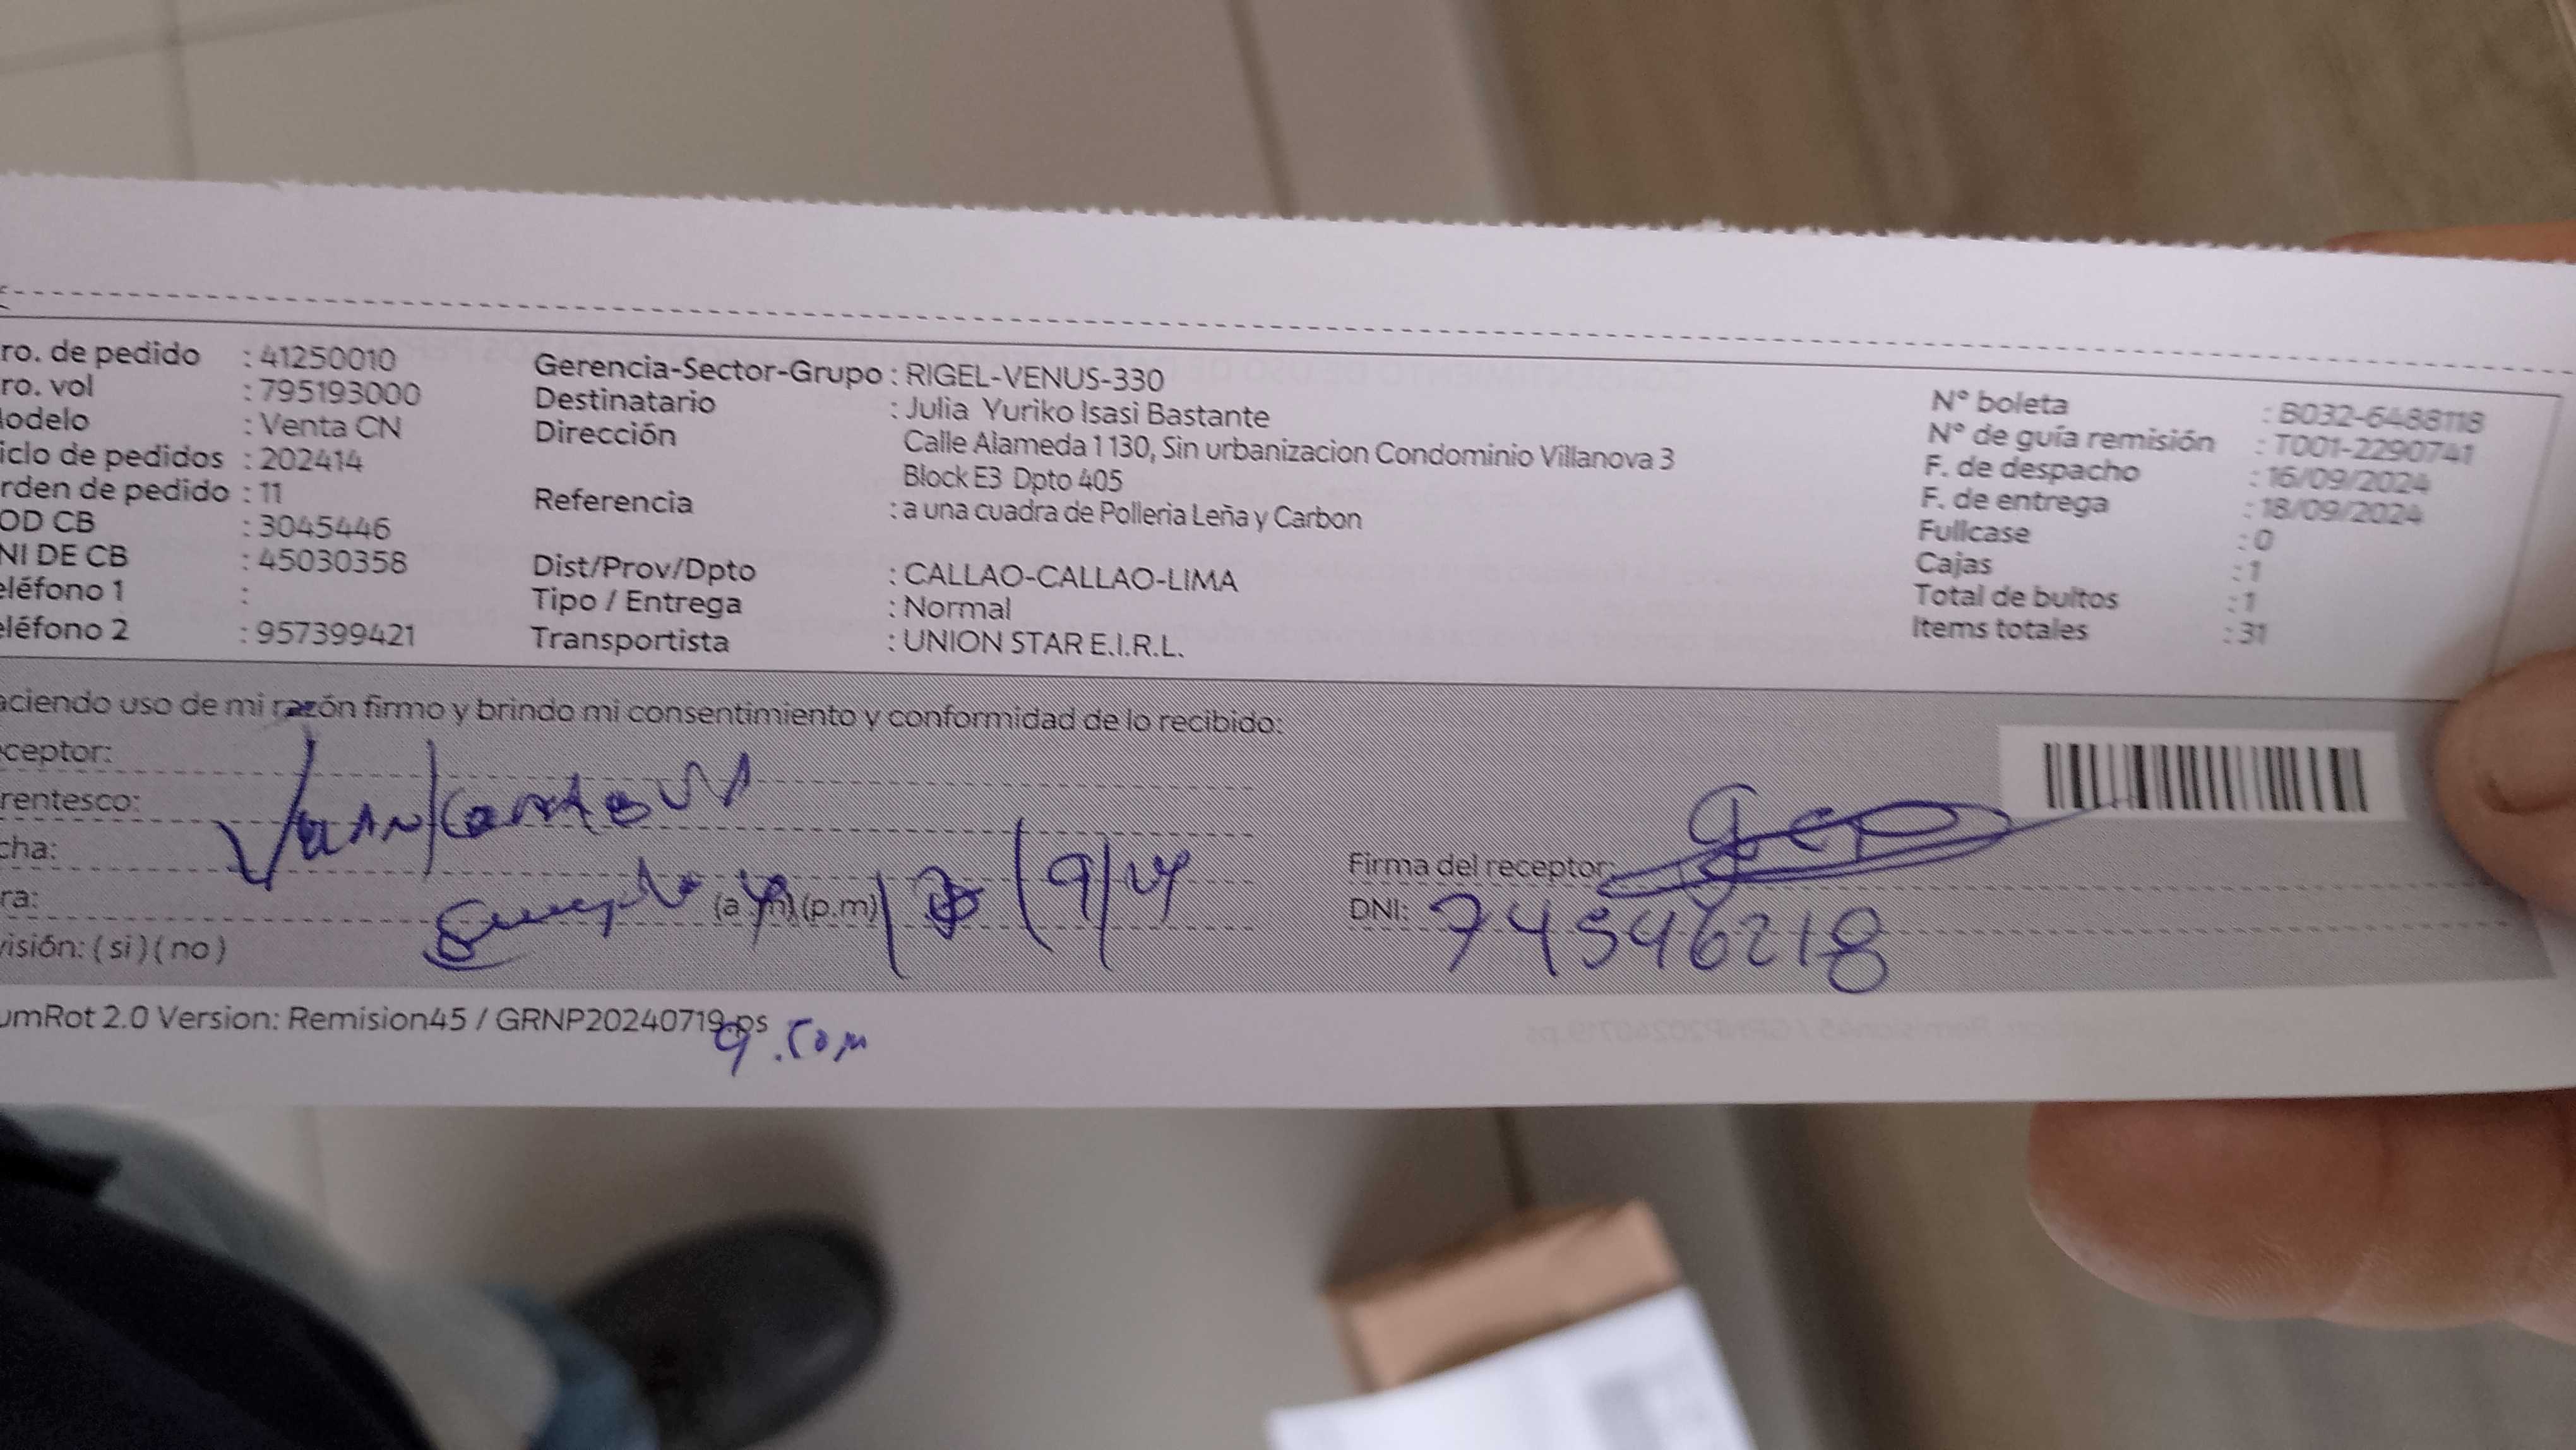 ro. de pedido : 41250010
ro. vol : 795193000
odelo : Venta CN
iclo de pedidos : 202414
rden de pedido : 11
OD CB : 3045446
NI DE CB : 45030358
eléfono 1 :
eléfono 2 : 957399421
Gerencia-Sector-Grupo : RIGEL-VENUS-330
Destinatario : Julia Yuriko Isasi Bastante
Dirección Calle Alameda 1 130, Sin urbanizacion Condominio Villanova 3
Block E3 Dpto 405
Referencia : a una cuadra de Polleria Leña y Carbon
Dist/Prov/Dpto : CALLAO-CALLAO-LIMA
Tipo / Entrega : Normal
Transportista : UNION STAR E.I.R.L.
N° boleta : B032-6488118
N° de guía remisión : T001-2290741
F. de despacho : 16/09/2024
F. de entrega : 18/09/2024
Fullcase : 0
Cajas : 1
Total de bultos : 1
Items totales : 31
aciendo uso de mi razón firmo y brindo mi consentimiento y conformidad de lo recibido:
ceptor:
rentesco:
cha:
ra: (a.m) (p.m)
visión: ( si ) ( no )
Firma del receptor:
DNI: 74546218
umRot 2.0 Version: Remision45 / GRNP20240719.ps